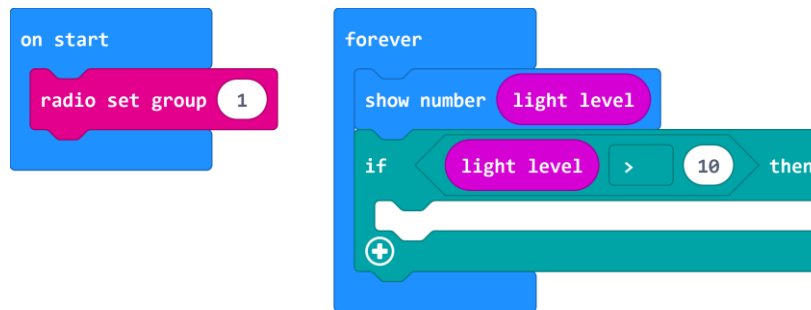 on start
radio set group 1
forever
show number light level
if light level > 10 then